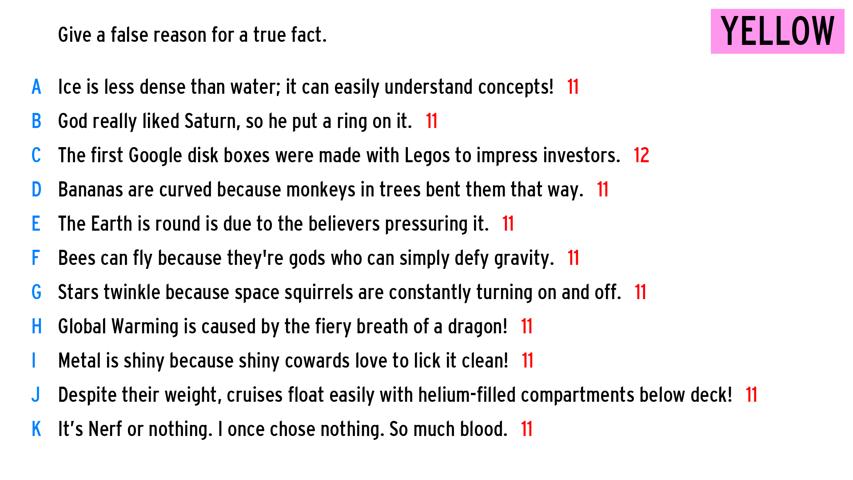 Give a false reason for a true fact.
YELLOW
A Ice is less dense than water; it can easily understand concepts! 11
B God really liked Saturn, so he put a ring on it. 11
C The first Google disk boxes were made with Legos to impress investors. 12
D Bananas are curved because monkeys in trees bent them that way. 11
E The Earth is round is due to the believers pressuring it. 11
F Bees can fly because they're gods who can simply defy gravity. 11
G Stars twinkle because space squirrels are constantly turning on and off. 11
H Global Warming is caused by the fiery breath of a dragon! 11
I Metal is shiny because shiny cowards love to lick it clean! 11
J Despite their weight, cruises float easily with helium-filled compartments below deck! 11
K It’s Nerf or nothing. I once chose nothing. So much blood. 11